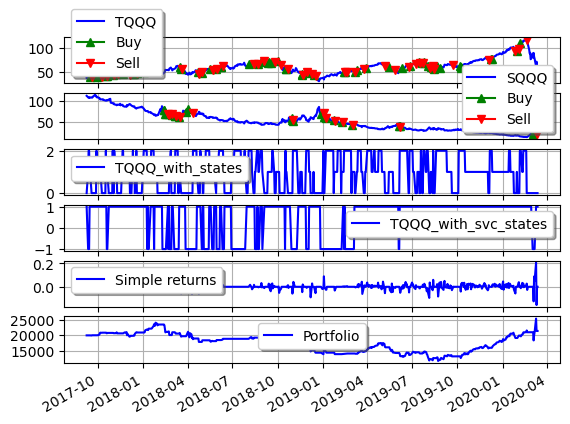 TQQQ
Buy
Sell
100
50
SQQQ
Buy
Sell
100
50
2
0
TQQQ_with_states
1
0
−1
TQQQ_with_svc_states
0.2
0.0
Simple returns
25000
20000
15000
Portfolio
2017-10
2018-01
2018-04
2018-07
2018-10
2019-01
2019-04
2019-07
2019-10
2020-01
2020-04